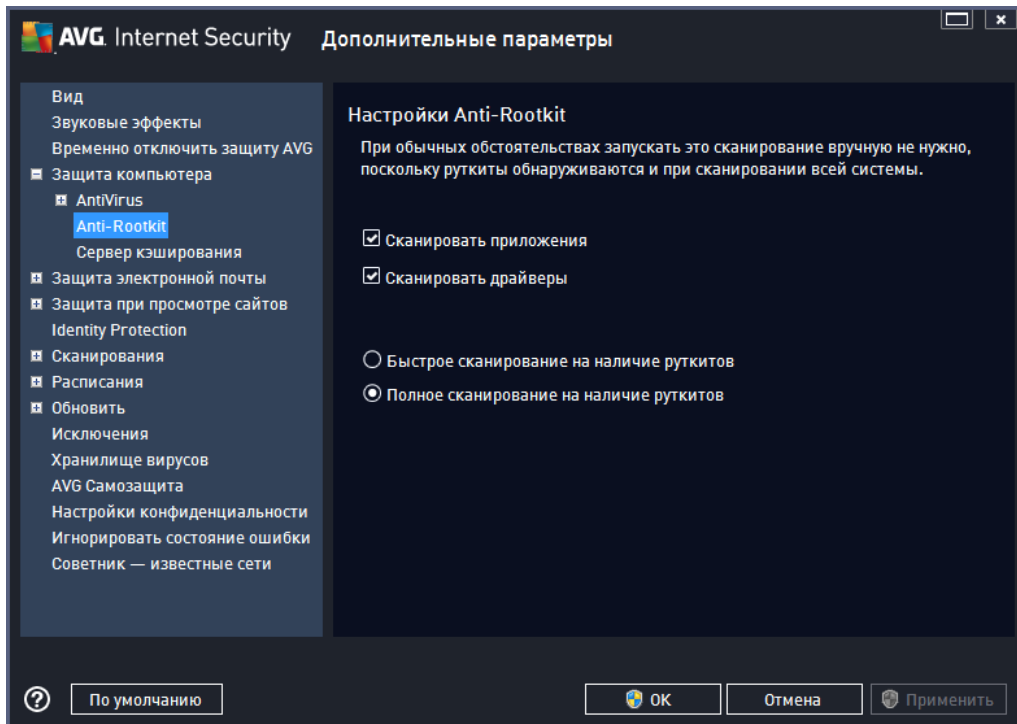 AVG. Internet Security Дополнительные параметры
Вид
Звуковые эффекты
Временно отключить защиту AVG
Защита компьютера
AntiVirus
Anti-Rootkit
Сервер кэширования
Защита электронной почты
Защита при просмотре сайтов
Identity Protection
Сканирования
Расписания
Обновить
Исключения
Хранилище вирусов
AVG Самозащита
Настройки конфиденциальности
Игнорировать состояние ошибки
Советник — известные сети
Настройки Anti-Rootkit
При обычных обстоятельствах запускать это сканирование вручную не нужно,
поскольку руткиты обнаруживаются и при сканировании всей системы.
Сканировать приложения
Сканировать драйверы
Быстрое сканирование на наличие руткитов
Полное сканирование на наличие руткитов
По умолчанию
ОК
Отмена
Применить